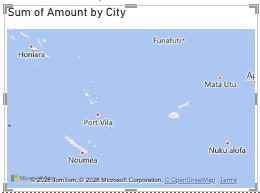 Sum of Amount by City
Funafuti
Honiara
Mata Utu
Ap
Port Vila
Nouméa
Nuku'alofa
© 2026 TomTom, © 2026 Microsoft Corporation, © OpenStreetMap Terms